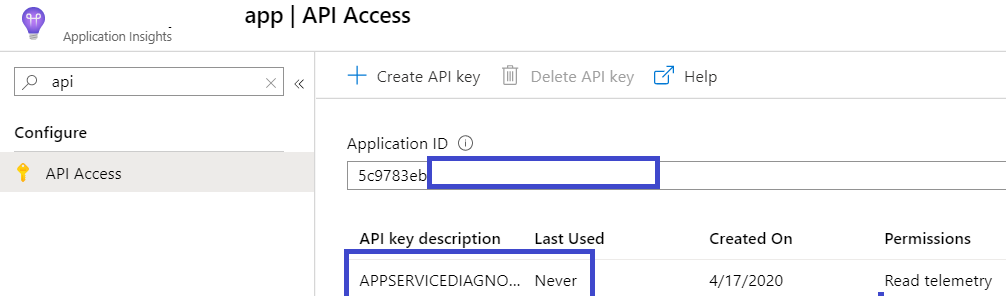 app | API Access
Application Insights
api
«
Create API key
Delete API key
Help
Configure
API Access
Application ID
5c9783eb
API key description Last Used Created On Permissions
APPSERVICEDIAGNO... Never 4/17/2020 Read telemetry